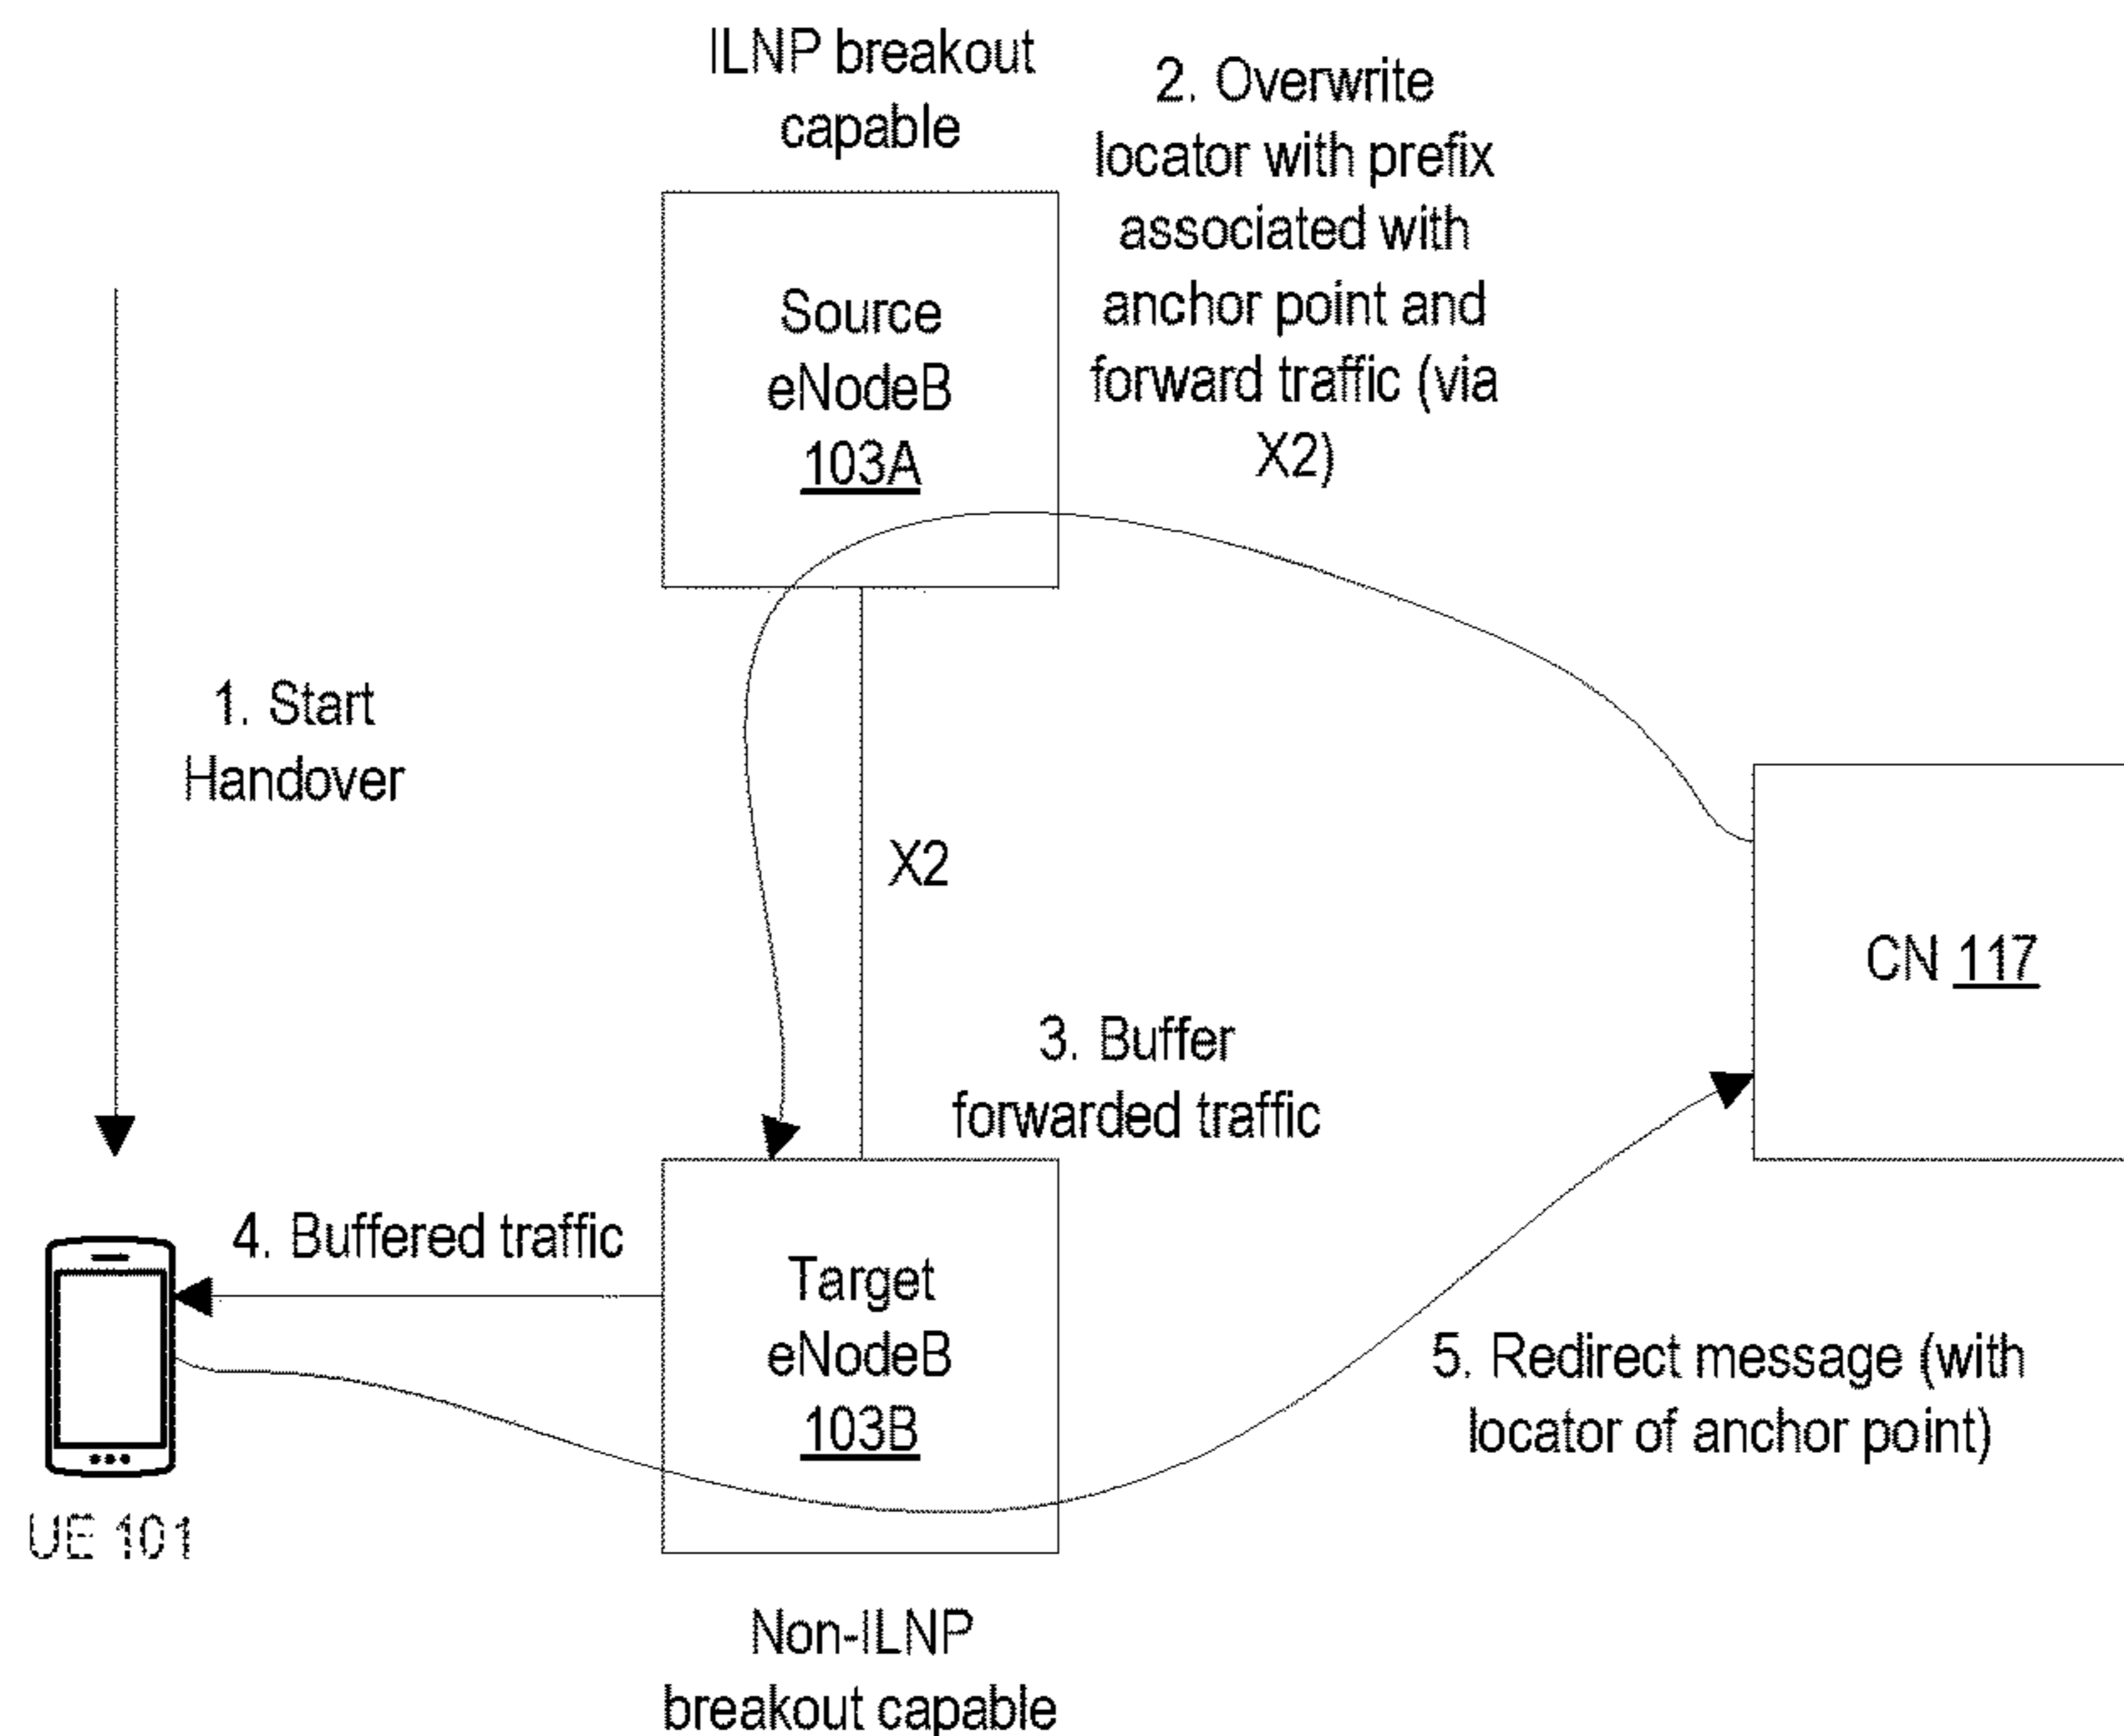 ILNP breakout
capable
2. Overwrite
locator with prefix
associated with
anchor point and
forward traffic (via
X2)
Source
eNodeB
103A
1. Start
Handover
X2
CN 117
3. Buffer
forwarded traffic
4. Buffered traffic
Target
eNodeB
103B
5. Redirect message (with
locator of anchor point)
UE 101
Non-ILNP
breakout capable